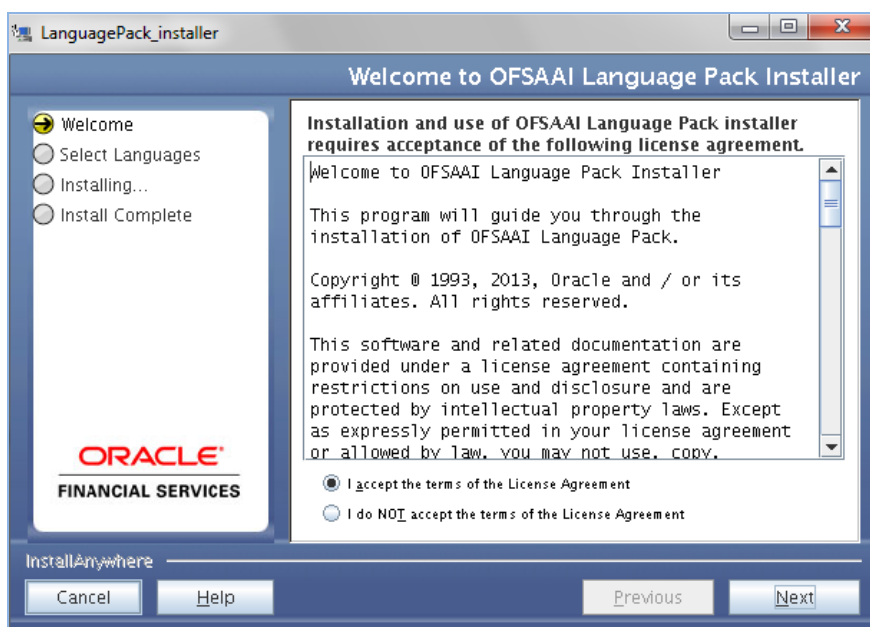 LanguagePack_installer
Welcome to OFSAAI Language Pack Installer
Welcome
Select Languages
Installing...
Install Complete
ORACLE
FINANCIAL SERVICES
Installation and use of OFSAAI Language Pack installer
requires acceptance of the following license agreement.
Welcome to OFSAAI Language Pack Installer
This program will guide you through the
installation of OFSAAI Language Pack.
Copyright @ 1993, 2013, Oracle and / or its
affiliates. All rights reserved.
This software and related documentation are
provided under a license agreement containing
restrictions on use and disclosure and are
protected by intellectual property laws. Except
as expressly permitted in your license agreement
or allowed by law, you may not use, copy,
I accept the terms of the License Agreement
I do NOT accept the terms of the License Agreement
InstallAnywhere
Cancel
Help
Previous
Next